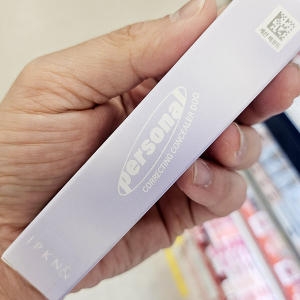 personal
CORRECTING CONCEALER DUO
IPKN